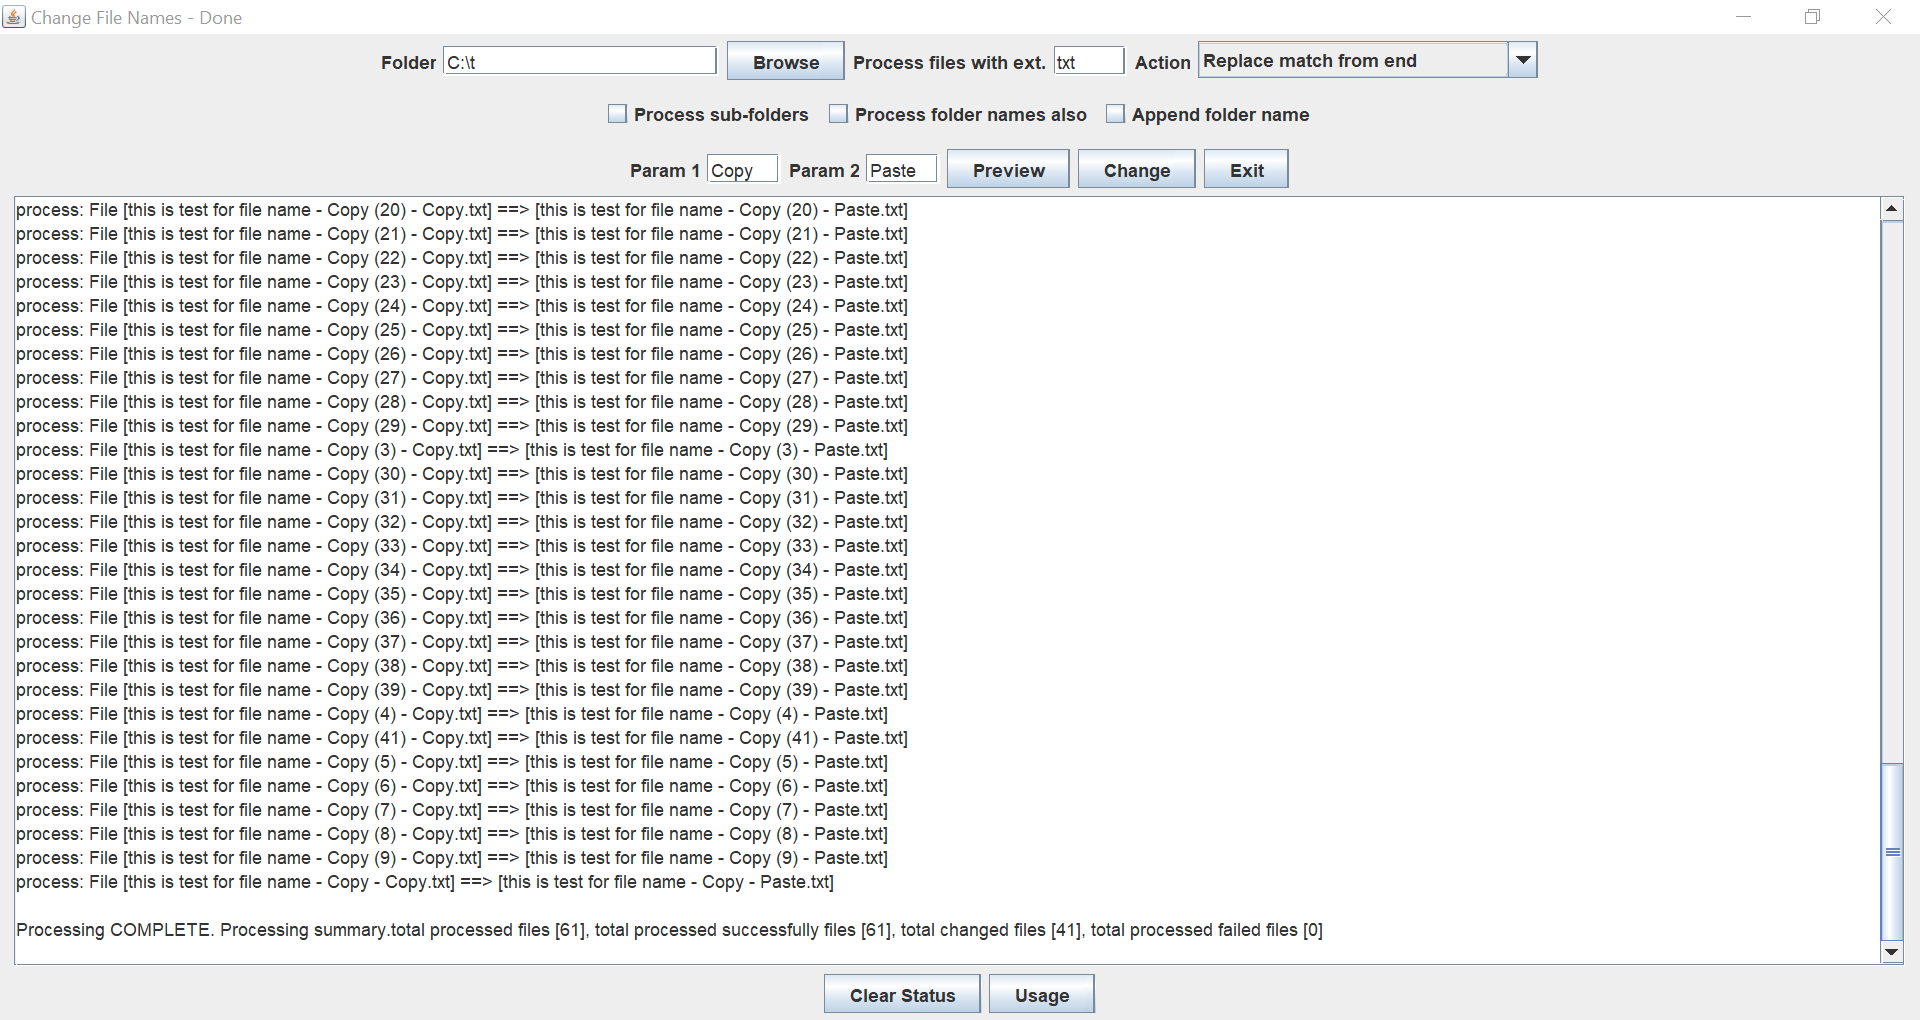 Change File Names - Done
Folder C:\t Browse Process files with ext. txt Action Replace match from end
Process sub-folders Process folder names also Append folder name
Param 1 Copy Param 2 Paste Preview Change Exit
process: File [this is test for file name - Copy (20) - Copy.txt] ==> [this is test for file name - Copy (20) - Paste.txt]
process: File [this is test for file name - Copy (21) - Copy.txt] ==> [this is test for file name - Copy (21) - Paste.txt]
process: File [this is test for file name - Copy (22) - Copy.txt] ==> [this is test for file name - Copy (22) - Paste.txt]
process: File [this is test for file name - Copy (23) - Copy.txt] ==> [this is test for file name - Copy (23) - Paste.txt]
process: File [this is test for file name - Copy (24) - Copy.txt] ==> [this is test for file name - Copy (24) - Paste.txt]
process: File [this is test for file name - Copy (25) - Copy.txt] ==> [this is test for file name - Copy (25) - Paste.txt]
process: File [this is test for file name - Copy (26) - Copy.txt] ==> [this is test for file name - Copy (26) - Paste.txt]
process: File [this is test for file name - Copy (27) - Copy.txt] ==> [this is test for file name - Copy (27) - Paste.txt]
process: File [this is test for file name - Copy (28) - Copy.txt] ==> [this is test for file name - Copy (28) - Paste.txt]
process: File [this is test for file name - Copy (29) - Copy.txt] ==> [this is test for file name - Copy (29) - Paste.txt]
process: File [this is test for file name - Copy (3) - Copy.txt] ==> [this is test for file name - Copy (3) - Paste.txt]
process: File [this is test for file name - Copy (30) - Copy.txt] ==> [this is test for file name - Copy (30) - Paste.txt]
process: File [this is test for file name - Copy (31) - Copy.txt] ==> [this is test for file name - Copy (31) - Paste.txt]
process: File [this is test for file name - Copy (32) - Copy.txt] ==> [this is test for file name - Copy (32) - Paste.txt]
process: File [this is test for file name - Copy (33) - Copy.txt] ==> [this is test for file name - Copy (33) - Paste.txt]
process: File [this is test for file name - Copy (34) - Copy.txt] ==> [this is test for file name - Copy (34) - Paste.txt]
process: File [this is test for file name - Copy (35) - Copy.txt] ==> [this is test for file name - Copy (35) - Paste.txt]
process: File [this is test for file name - Copy (36) - Copy.txt] ==> [this is test for file name - Copy (36) - Paste.txt]
process: File [this is test for file name - Copy (37) - Copy.txt] ==> [this is test for file name - Copy (37) - Paste.txt]
process: File [this is test for file name - Copy (38) - Copy.txt] ==> [this is test for file name - Copy (38) - Paste.txt]
process: File [this is test for file name - Copy (39) - Copy.txt] ==> [this is test for file name - Copy (39) - Paste.txt]
process: File [this is test for file name - Copy (4) - Copy.txt] ==> [this is test for file name - Copy (4) - Paste.txt]
process: File [this is test for file name - Copy (41) - Copy.txt] ==> [this is test for file name - Copy (41) - Paste.txt]
process: File [this is test for file name - Copy (5) - Copy.txt] ==> [this is test for file name - Copy (5) - Paste.txt]
process: File [this is test for file name - Copy (6) - Copy.txt] ==> [this is test for file name - Copy (6) - Paste.txt]
process: File [this is test for file name - Copy (7) - Copy.txt] ==> [this is test for file name - Copy (7) - Paste.txt]
process: File [this is test for file name - Copy (8) - Copy.txt] ==> [this is test for file name - Copy (8) - Paste.txt]
process: File [this is test for file name - Copy (9) - Copy.txt] ==> [this is test for file name - Copy (9) - Paste.txt]
process: File [this is test for file name - Copy - Copy.txt] ==> [this is test for file name - Copy - Paste.txt]
Processing COMPLETE. Processing summary.total processed files [61], total processed successfully files [61], total changed files [41], total processed failed files [0]
Clear Status Usage